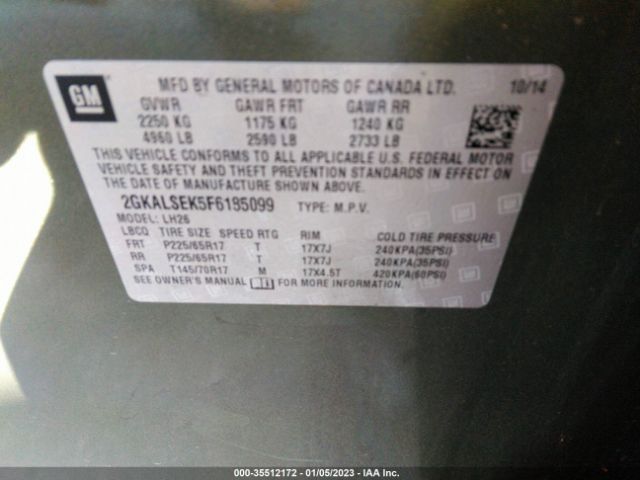 GM
MFD BY GENERAL MOTORS OF CANADA LTD. 10/14
GVWR GAWR FRT GAWR RR
2250 KG 1175 KG 1240 KG
4960 LB 2590 LB 2733 LB
THIS VEHICLE CONFORMS TO ALL APPLICABLE U.S. FEDERAL MOTOR
VEHICLE SAFETY AND THEFT PREVENTION STANDARDS IN EFFECT ON
THE DATE OF MANUFACTURE SHOWN ABOVE.
2GKALSEK5F6195099 TYPE: M.P.V.
MODEL: LH26
LBCQ TIRE SIZE SPEED RTG RIM COLD TIRE PRESSURE
FRT P225/65R17 T 17X7J 240KPA(35PSI)
RR P225/65R17 T 17X7J 240KPA(35PSI)
SPA T145/70R17 M 17X4.5T 420KPA(60PSI)
SEE OWNER'S MANUAL FOR MORE INFORMATION.
000-35512172 — 01/05/2023 — IAA Inc.